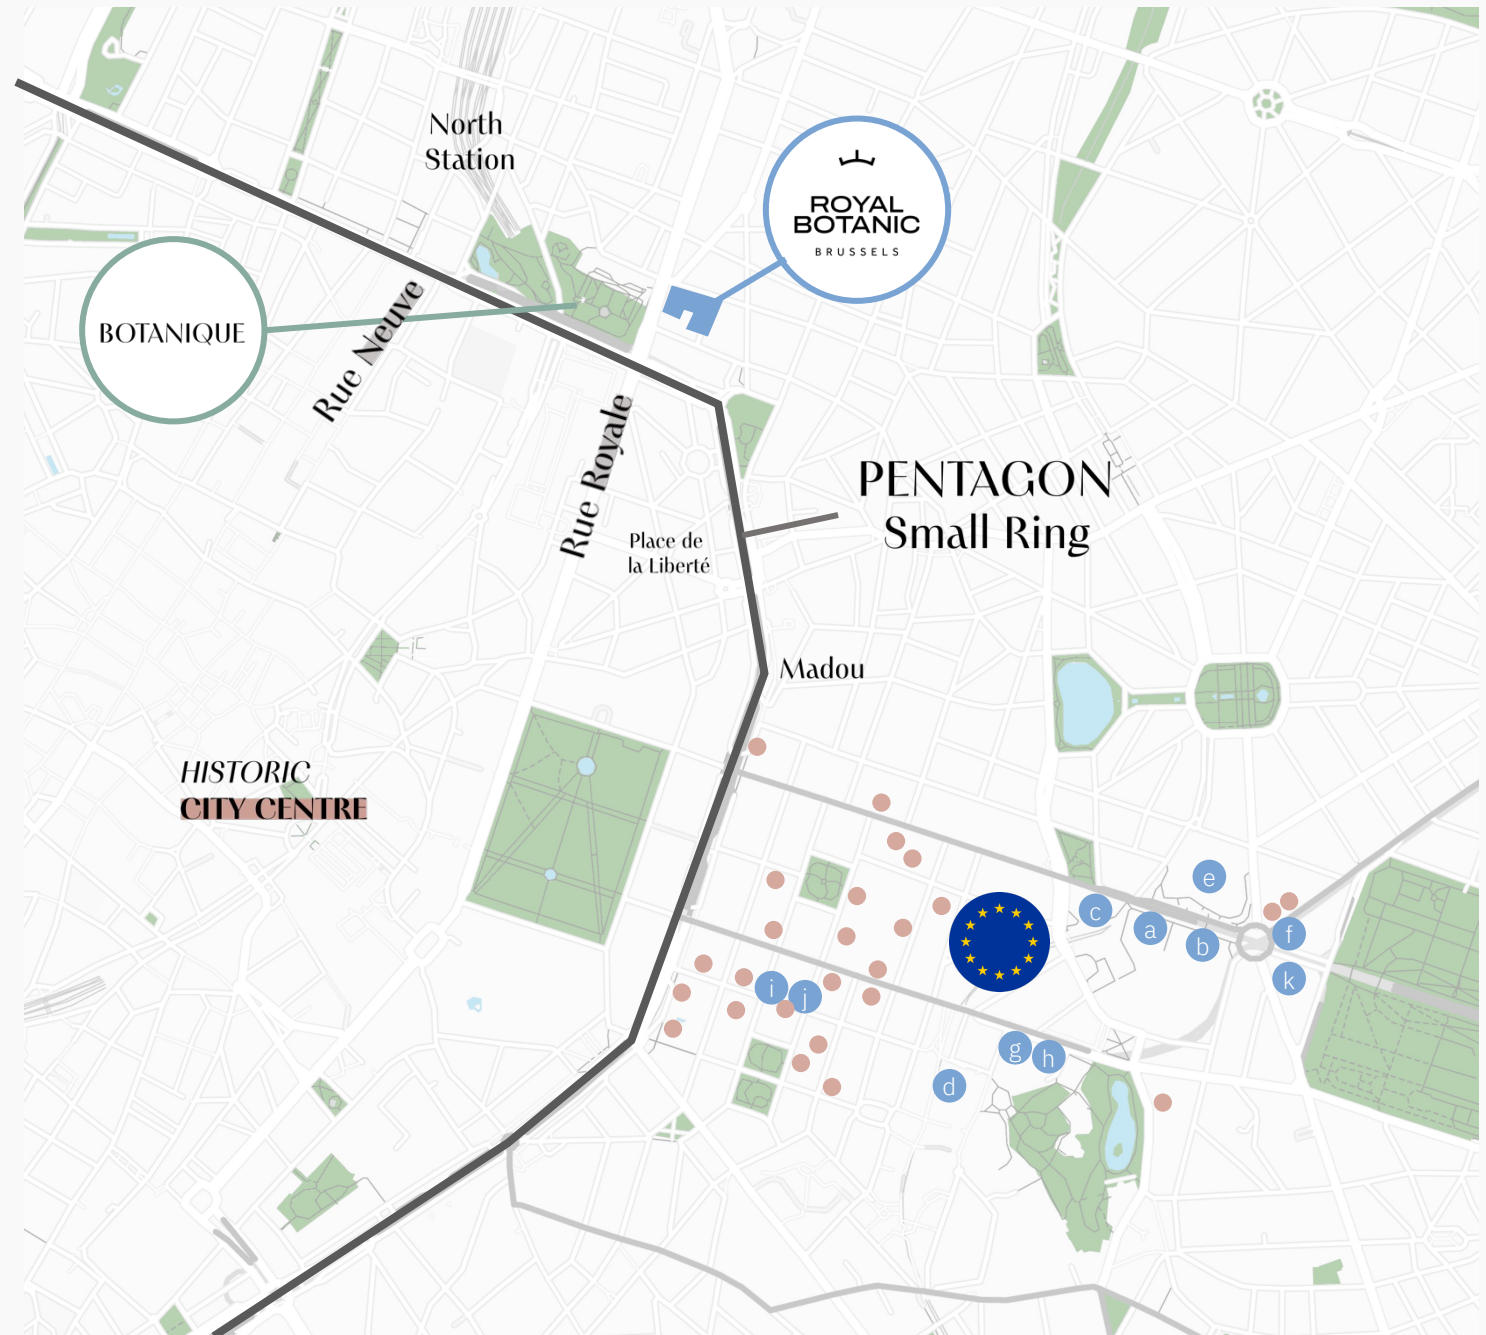 North
Station
ROYAL
BOTANIC
BRUSSELS
BOTANIQUE
Rue Neuve
Rue Royale
PENTAGON
Small Ring
Place de
la Liberté
Madou
HISTORIC
CITY CENTRE
e
c
a
b
f
k
i
j
g
h
d